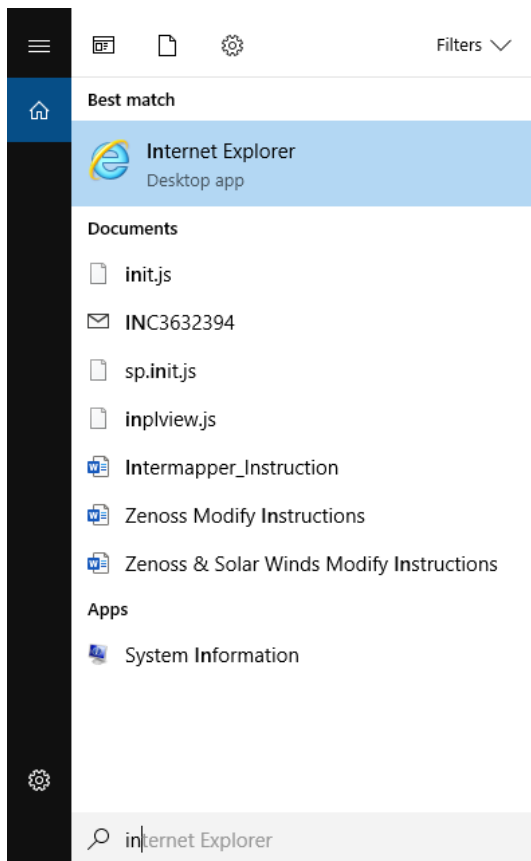 Filters
Best match
Internet Explorer
Desktop app
Documents
init.js
INC3632394
sp.init.js
inplview.js
Intermapper_Instruction
Zenoss Modify Instructions
Zenoss & Solar Winds Modify Instructions
Apps
System Information
internet Explorer